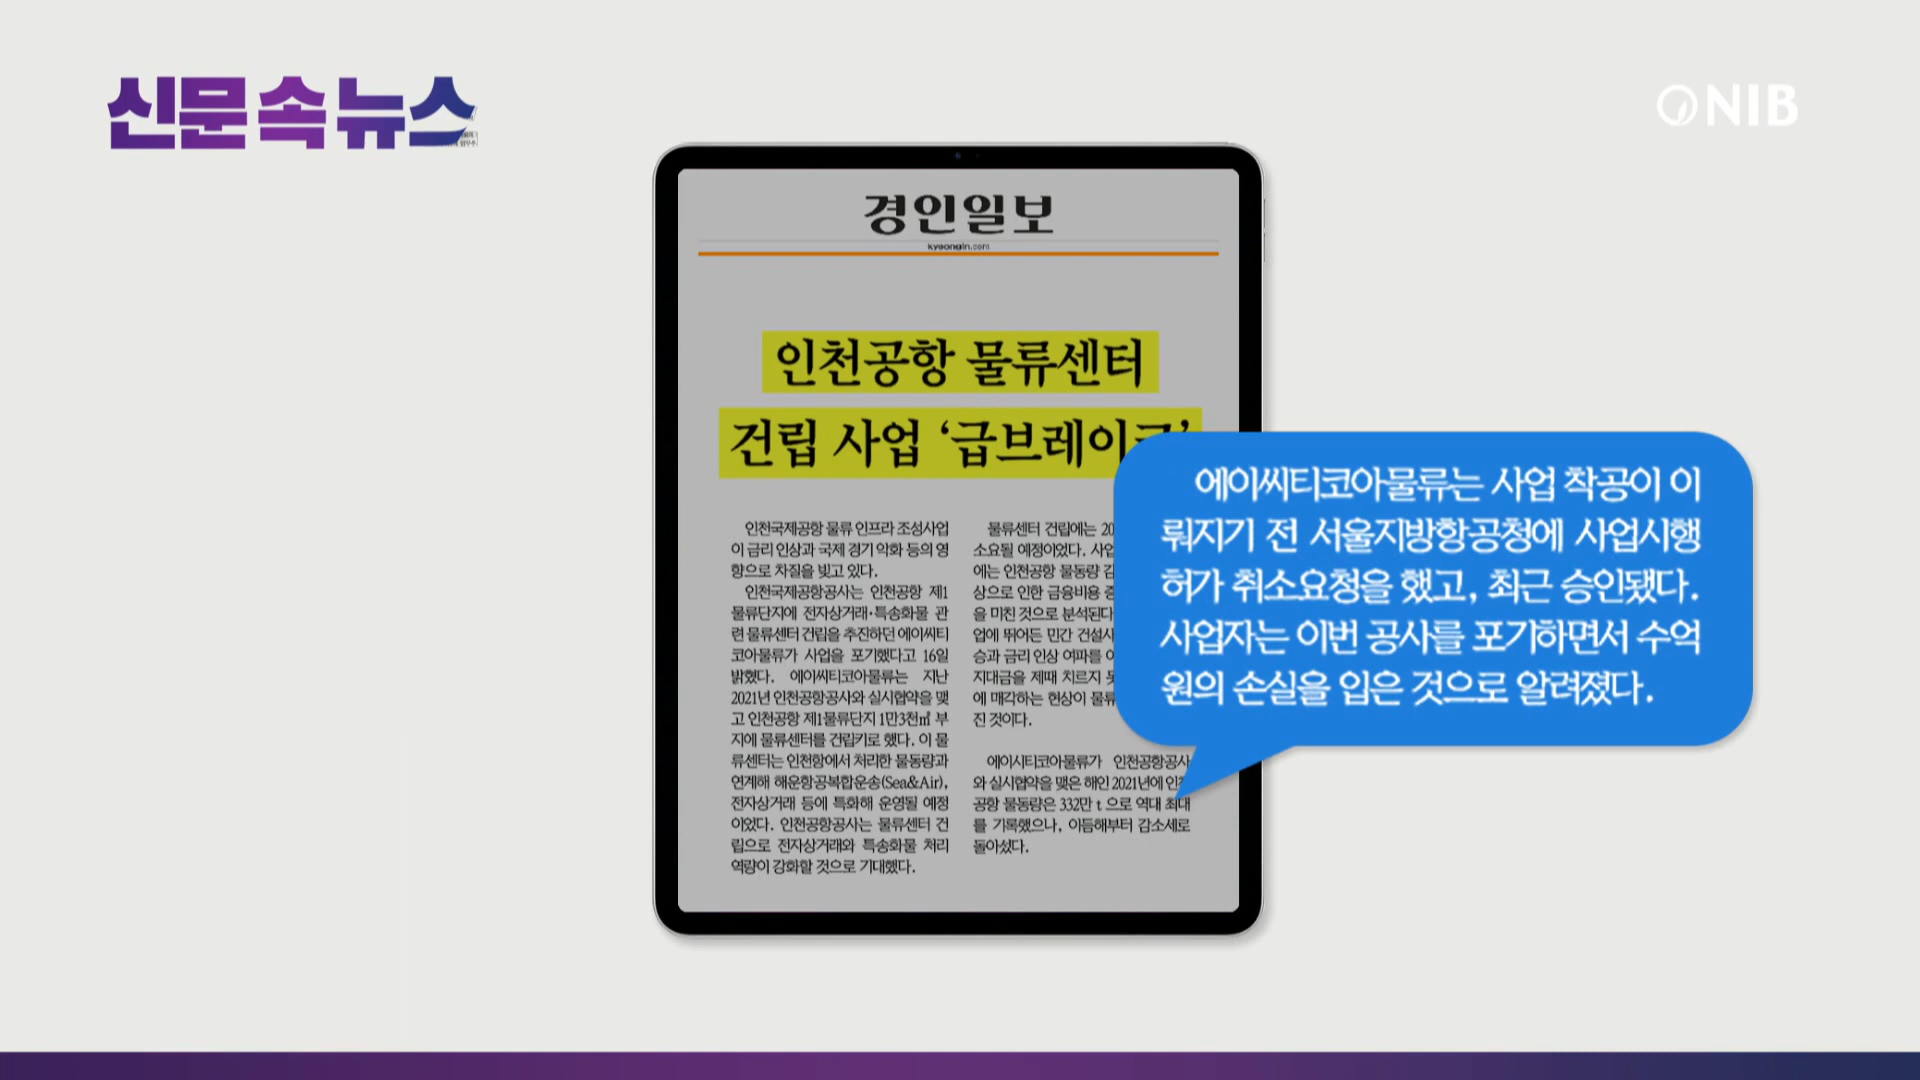 신문 속 뉴스
NIB
경인일보
kyeongin.com
인천공항 물류센터
건립 사업 ‘급브레이크’
인천국제공항 물류 인프라 조성사업
이 금리 인상과 국제 경기 악화 등의 영
향으로 차질을 빚고 있다.
인천국제공항공사는 인천공항 제1
물류단지에 전자상거래·특송화물 관
련 물류센터 건립을 추진하던 에이씨티
코아물류가 사업을 포기했다고 16일
밝혔다. 에이씨티코아물류는 지난
2021년 인천공항공사와 실시협약을 맺
고 인천공항 제1물류단지 1만3천㎡ 부
지에 물류센터를 건립키로 했다. 이 물
류센터는 인천항에서 처리한 물동량과
연계해 해운항공복합운송(Sea&Air),
전자상거래 등에 특화해 운영될 예정
이었다. 인천공항공사는 물류센터 건
립으로 전자상거래와 특송화물 처리
역량이 강화할 것으로 기대했다.
물류센터 건립에는 20
소요될 예정이었다. 사업
에는 인천공항 물동량 감
상으로 인한 금융비용 증
을 미친 것으로 분석된다
업에 뛰어든 민간 건설사
승과 금리 인상 여파를 이
지대금을 제때 치르지 못
에 매각하는 현상이 물류
진 것이다.
에이시티코아물류가 인천공항공사
와 실시협약을 맺은 해인 2021년에 인천
공항 물동량은 332만 t 으로 역대 최대
를 기록했으나, 이듬해부터 감소세로
돌아섰다.
에이씨티코아물류는 사업 착공이 이
뤄지기 전 서울지방항공청에 사업시행
허가 취소요청을 했고, 최근 승인됐다.
사업자는 이번 공사를 포기하면서 수억
원의 손실을 입은 것으로 알려졌다.